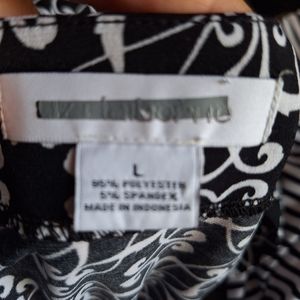 L
95% POLYESTER
5% SPANDEX
MADE IN INDONESIA